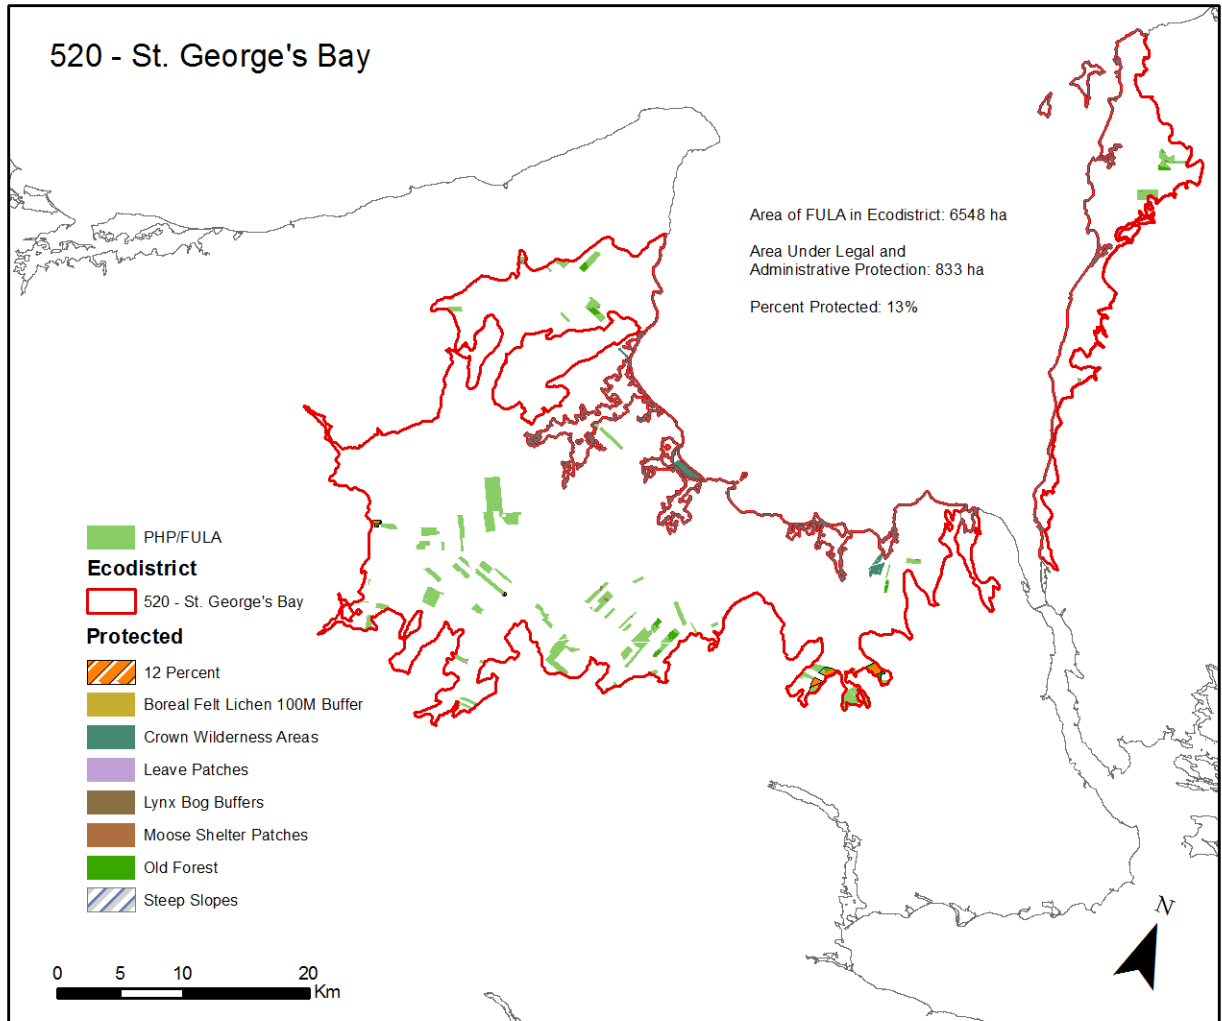 520 - St. George's Bay
Area of FULA in Ecodistrict: 6548 ha
Area Under Legal and
Administrative Protection: 833 ha
Percent Protected: 13%
PHP/FULA
Ecodistrict
520 - St. George's Bay
Protected
12 Percent
Boreal Felt Lichen 100M Buffer
Crown Wilderness Areas
Leave Patches
Lynx Bog Buffers
Moose Shelter Patches
Old Forest
Steep Slopes
N
0 5 10 20
Km